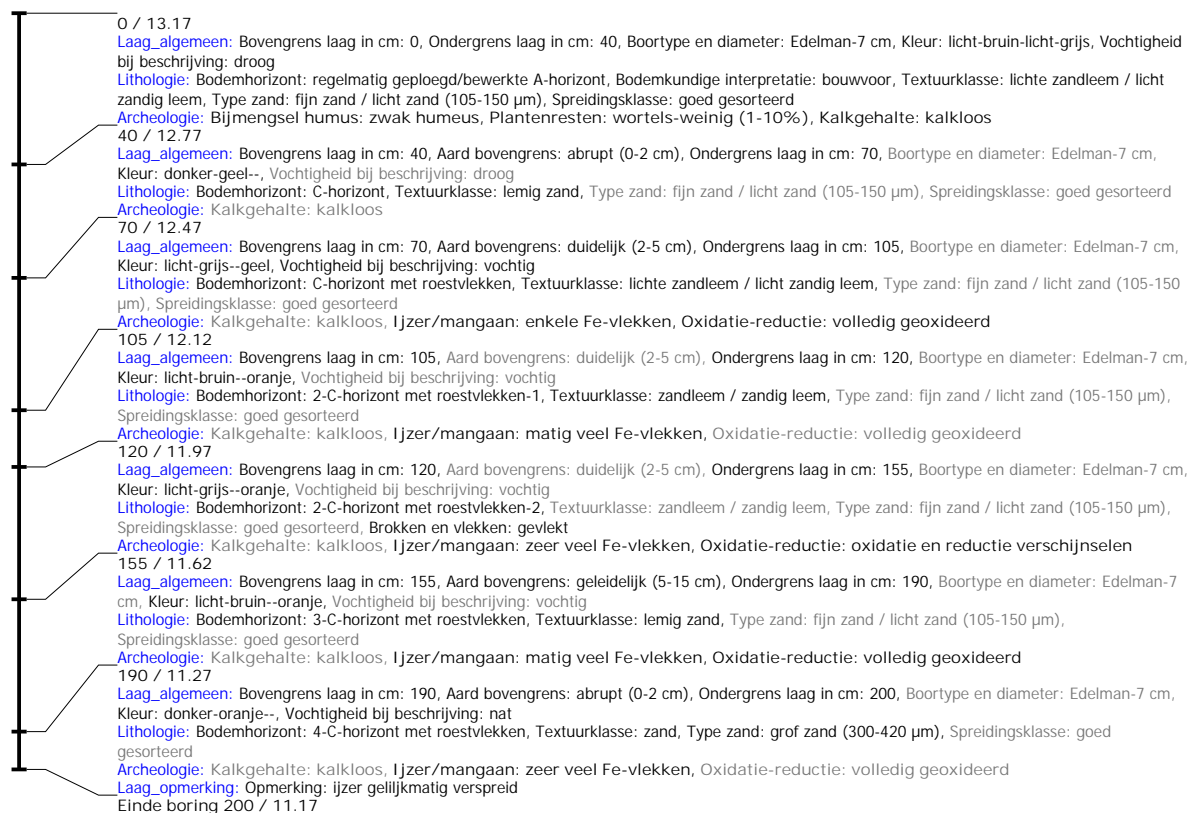 0 / 13.17
Laag_algemeen: Bovengrens laag in cm: 0, Ondergrens laag in cm: 40, Boortype en diameter: Edelman-7 cm, Kleur: licht-bruin-licht-grijs, Vochtigheid
bij beschrijving: droog
Lithologie: Bodemhorizont: regelmatig geploegd/bewerkte A-horizont, Bodemkundige interpretatie: bouwvoor, Textuurklasse: lichte zandleem / licht
zandig leem, Type zand: fijn zand / licht zand (105-150 µm), Spreidingsklasse: goed gesorteerd
Archeologie: Bijmengsel humus: zwak humeus, Plantenresten: wortels-weinig (1-10%), Kalkgehalte: kalkloos
40 / 12.77
Laag_algemeen: Bovengrens laag in cm: 40, Aard bovengrens: abrupt (0-2 cm), Ondergrens laag in cm: 70, Boortype en diameter: Edelman-7 cm,
Kleur: donker-geel--, Vochtigheid bij beschrijving: droog
Lithologie: Bodemhorizont: C-horizont, Textuurklasse: lemig zand, Type zand: fijn zand / licht zand (105-150 µm), Spreidingsklasse: goed gesorteerd
Archeologie: Kalkgehalte: kalkloos
70 / 12.47
Laag_algemeen: Bovengrens laag in cm: 70, Aard bovengrens: duidelijk (2-5 cm), Ondergrens laag in cm: 105, Boortype en diameter: Edelman-7 cm,
Kleur: licht-grijs--geel, Vochtigheid bij beschrijving: vochtig
Lithologie: Bodemhorizont: C-horizont met roestvlekken, Textuurklasse: lichte zandleem / licht zandig leem, Type zand: fijn zand / licht zand (105-150
µm), Spreidingsklasse: goed gesorteerd
Archeologie: Kalkgehalte: kalkloos, Ijzer/mangaan: enkele Fe-vlekken, Oxidatie-reductie: volledig geoxideerd
105 / 12.12
Laag_algemeen: Bovengrens laag in cm: 105, Aard bovengrens: duidelijk (2-5 cm), Ondergrens laag in cm: 120, Boortype en diameter: Edelman-7 cm,
Kleur: licht-bruin--oranje, Vochtigheid bij beschrijving: vochtig
Lithologie: Bodemhorizont: 2-C-horizont met roestvlekken-1, Textuurklasse: zandleem / zandig leem, Type zand: fijn zand / licht zand (105-150 µm),
Spreidingsklasse: goed gesorteerd
Archeologie: Kalkgehalte: kalkloos, Ijzer/mangaan: matig veel Fe-vlekken, Oxidatie-reductie: volledig geoxideerd
120 / 11.97
Laag_algemeen: Bovengrens laag in cm: 120, Aard bovengrens: duidelijk (2-5 cm), Ondergrens laag in cm: 155, Boortype en diameter: Edelman-7 cm,
Kleur: licht-grijs--oranje, Vochtigheid bij beschrijving: vochtig
Lithologie: Bodemhorizont: 2-C-horizont met roestvlekken-2, Textuurklasse: zandleem / zandig leem, Type zand: fijn zand / licht zand (105-150 µm),
Spreidingsklasse: goed gesorteerd, Brokken en vlekken: gevlekt
Archeologie: Kalkgehalte: kalkloos, Ijzer/mangaan: zeer veel Fe-vlekken, Oxidatie-reductie: oxidatie en reductie verschijnselen
155 / 11.62
Laag_algemeen: Bovengrens laag in cm: 155, Aard bovengrens: geleidelijk (5-15 cm), Ondergrens laag in cm: 190, Boortype en diameter: Edelman-7
cm, Kleur: licht-bruin--oranje, Vochtigheid bij beschrijving: vochtig
Lithologie: Bodemhorizont: 3-C-horizont met roestvlekken, Textuurklasse: lemig zand, Type zand: fijn zand / licht zand (105-150 µm),
Spreidingsklasse: goed gesorteerd
Archeologie: Kalkgehalte: kalkloos, Ijzer/mangaan: matig veel Fe-vlekken, Oxidatie-reductie: volledig geoxideerd
190 / 11.27
Laag_algemeen: Bovengrens laag in cm: 190, Aard bovengrens: abrupt (0-2 cm), Ondergrens laag in cm: 200, Boortype en diameter: Edelman-7 cm,
Kleur: donker-oranje--, Vochtigheid bij beschrijving: nat
Lithologie: Bodemhorizont: 4-C-horizont met roestvlekken, Textuurklasse: zand, Type zand: grof zand (300-420 µm), Spreidingsklasse: goed
gesorteerd
Archeologie: Kalkgehalte: kalkloos, Ijzer/mangaan: zeer veel Fe-vlekken, Oxidatie-reductie: volledig geoxideerd
Laag_opmerking: Opmerking: ijzer geliljkmatig verspreid
Einde boring 200 / 11.17